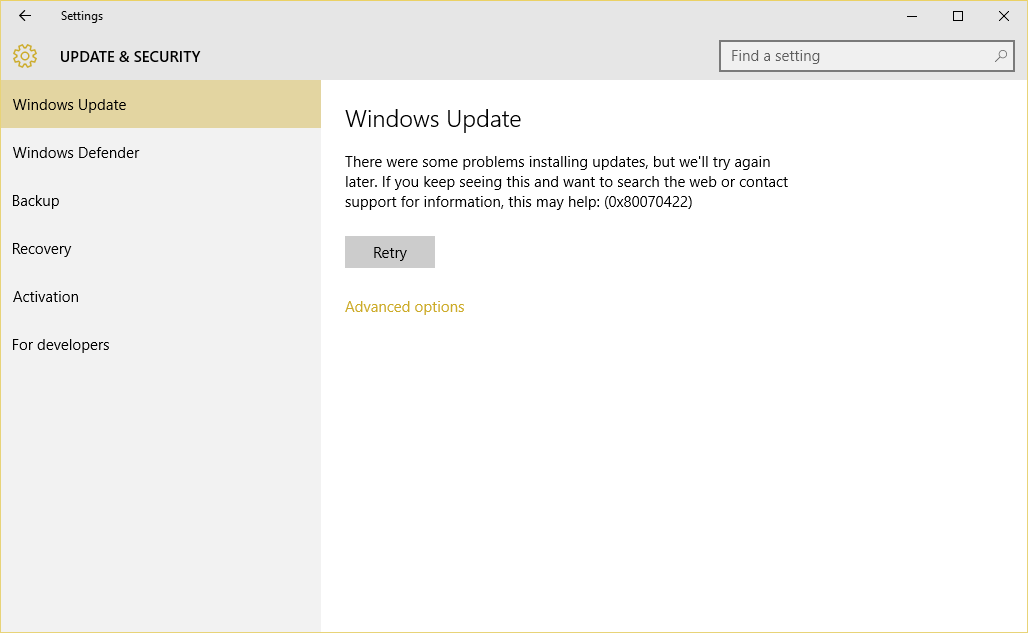 Settings
UPDATE & SECURITY
Find a setting
Windows Update
Windows Defender
Backup
Recovery
Activation
For developers
Windows Update
There were some problems installing updates, but we'll try again
later. If you keep seeing this and want to search the web or contact
support for information, this may help: (0x80070422)
Retry
Advanced options